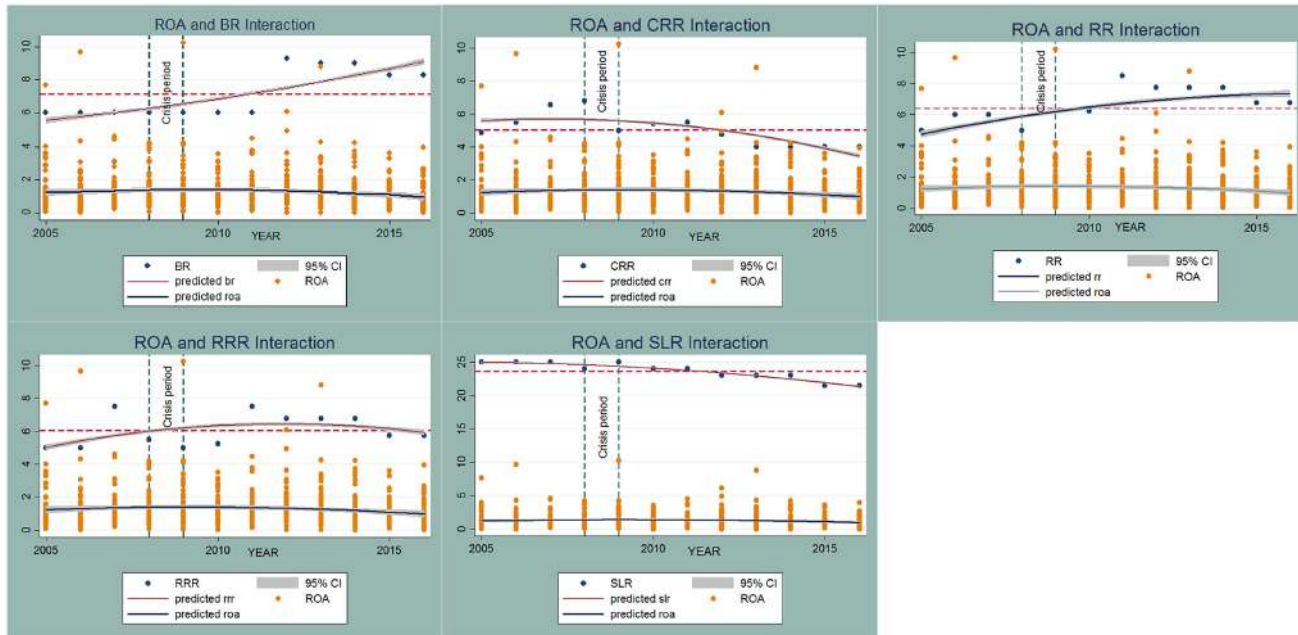 ROA and BR Interaction
10
8
6
4
2
0
Crisis period
2005
2010
2015
YEAR
BR
95% CI
predicted br
ROA
predicted roa
ROA and CRR Interaction
10
8
6
4
2
0
Crisis period
2005
2010
2015
YEAR
CRR
95% CI
predicted crr
ROA
predicted roa
ROA and RR Interaction
10
8
6
4
2
0
Crisis period
2005
2010
2015
YEAR
RR
95% CI
predicted rr
ROA
predicted roa
ROA and RRR Interaction
10
8
6
4
2
0
Crisis period
2005
2010
2015
YEAR
RRR
95% CI
predicted rrr
ROA
predicted roa
ROA and SLR Interaction
25
20
15
10
5
0
Crisis period
2005
2010
2015
YEAR
SLR
95% CI
predicted slr
ROA
predicted roa